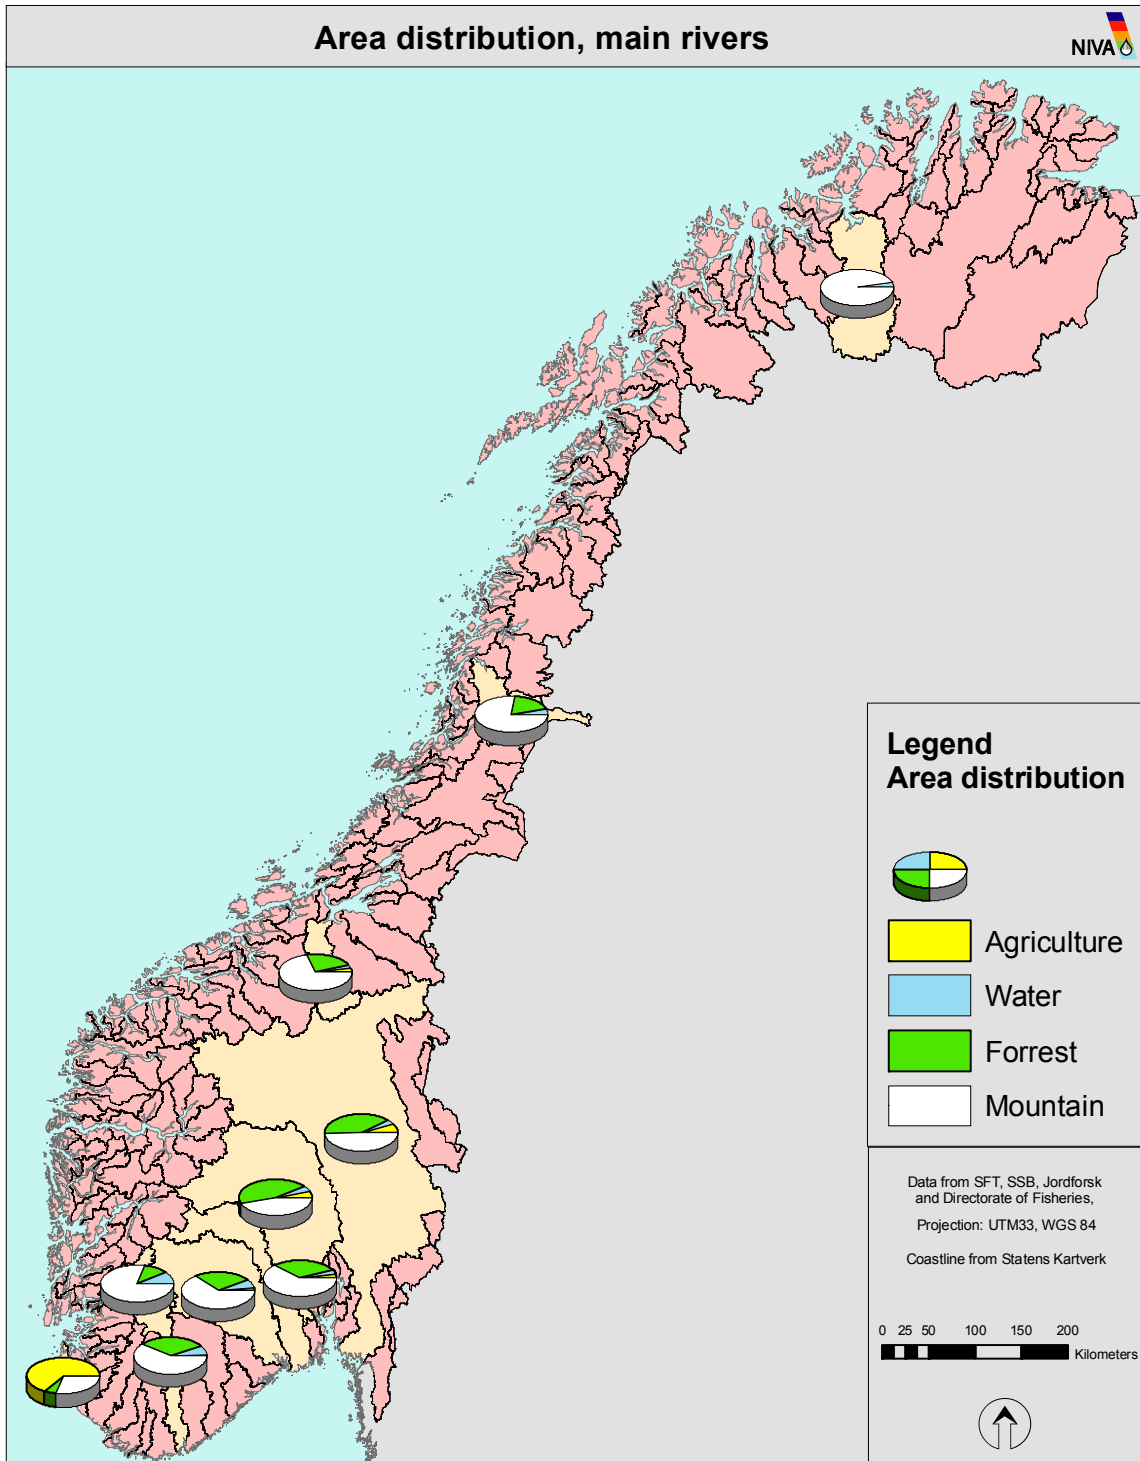 Area distribution, main rivers
NIVA
Legend
Area distribution
Agriculture
Water
Forrest
Mountain
Data from SFT, SSB, Jordforsk
and Directorate of Fisheries,
Projection: UTM33, WGS 84
Coastline from Statens Kartverk
0 25 50 100 150 200
Kilometers